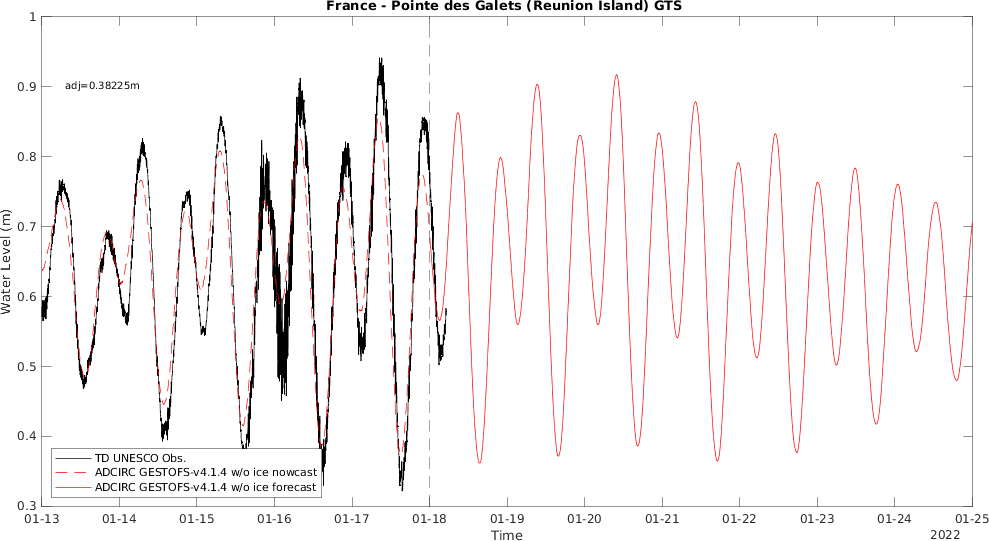 France - Pointe des Galets (Reunion Island) GTS
adj=0.38225m
Water Level (m)
1
0.9
0.8
0.7
0.6
0.5
0.4
0.3
TD UNESCO Obs.
ADCIRC GESTOFS-v4.1.4 w/o ice nowcast
ADCIRC GESTOFS-v4.1.4 w/o ice forecast
01-13 01-14 01-15 01-16 01-17 01-18 01-19 01-20 01-21 01-22 01-23 01-24 01-25
Time
2022